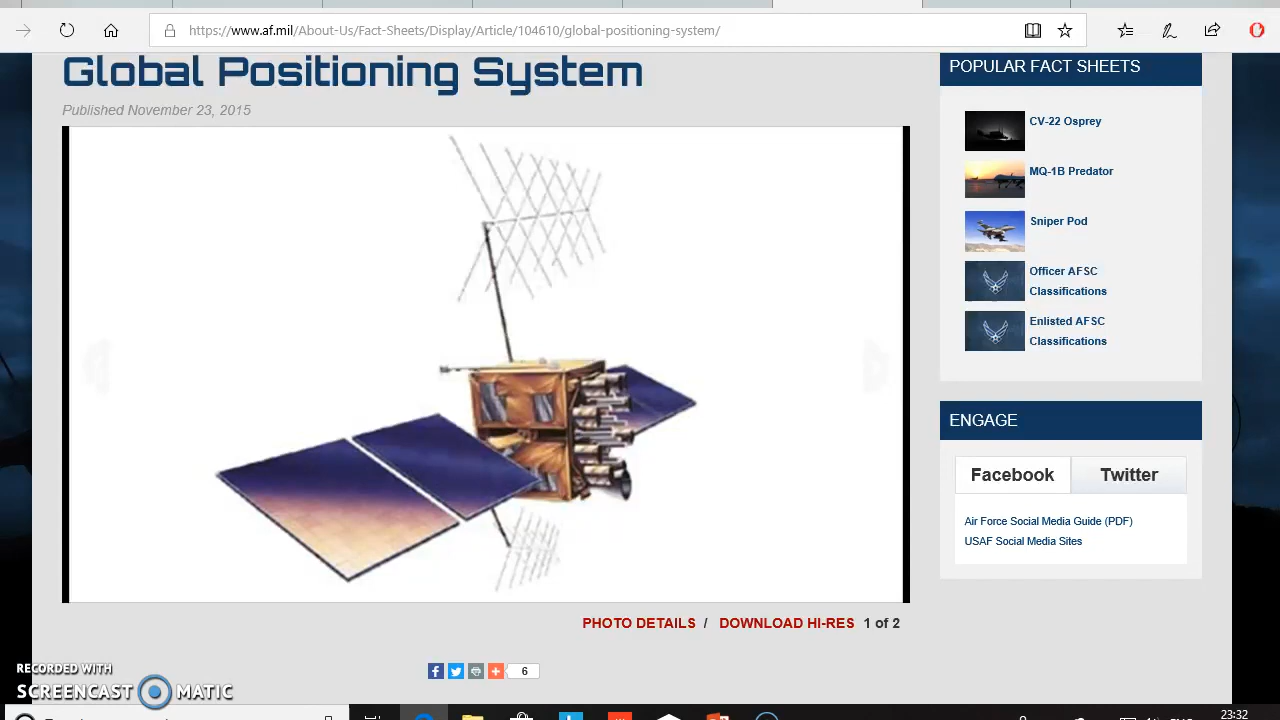 https://www.af.mil/About-Us/Fact-Sheets/Display/Article/104610/global-positioning-system/
Global Positioning System
Published November 23, 2015
PHOTO DETAILS / DOWNLOAD HI-RES 1 of 2
6
POPULAR FACT SHEETS
CV-22 Osprey
MQ-1B Predator
Sniper Pod
Officer AFSC
Classifications
Enlisted AFSC
Classifications
ENGAGE
Facebook
Twitter
Air Force Social Media Guide (PDF)
USAF Social Media Sites
RECORDED WITH
SCREENCAST MATIC
23:32